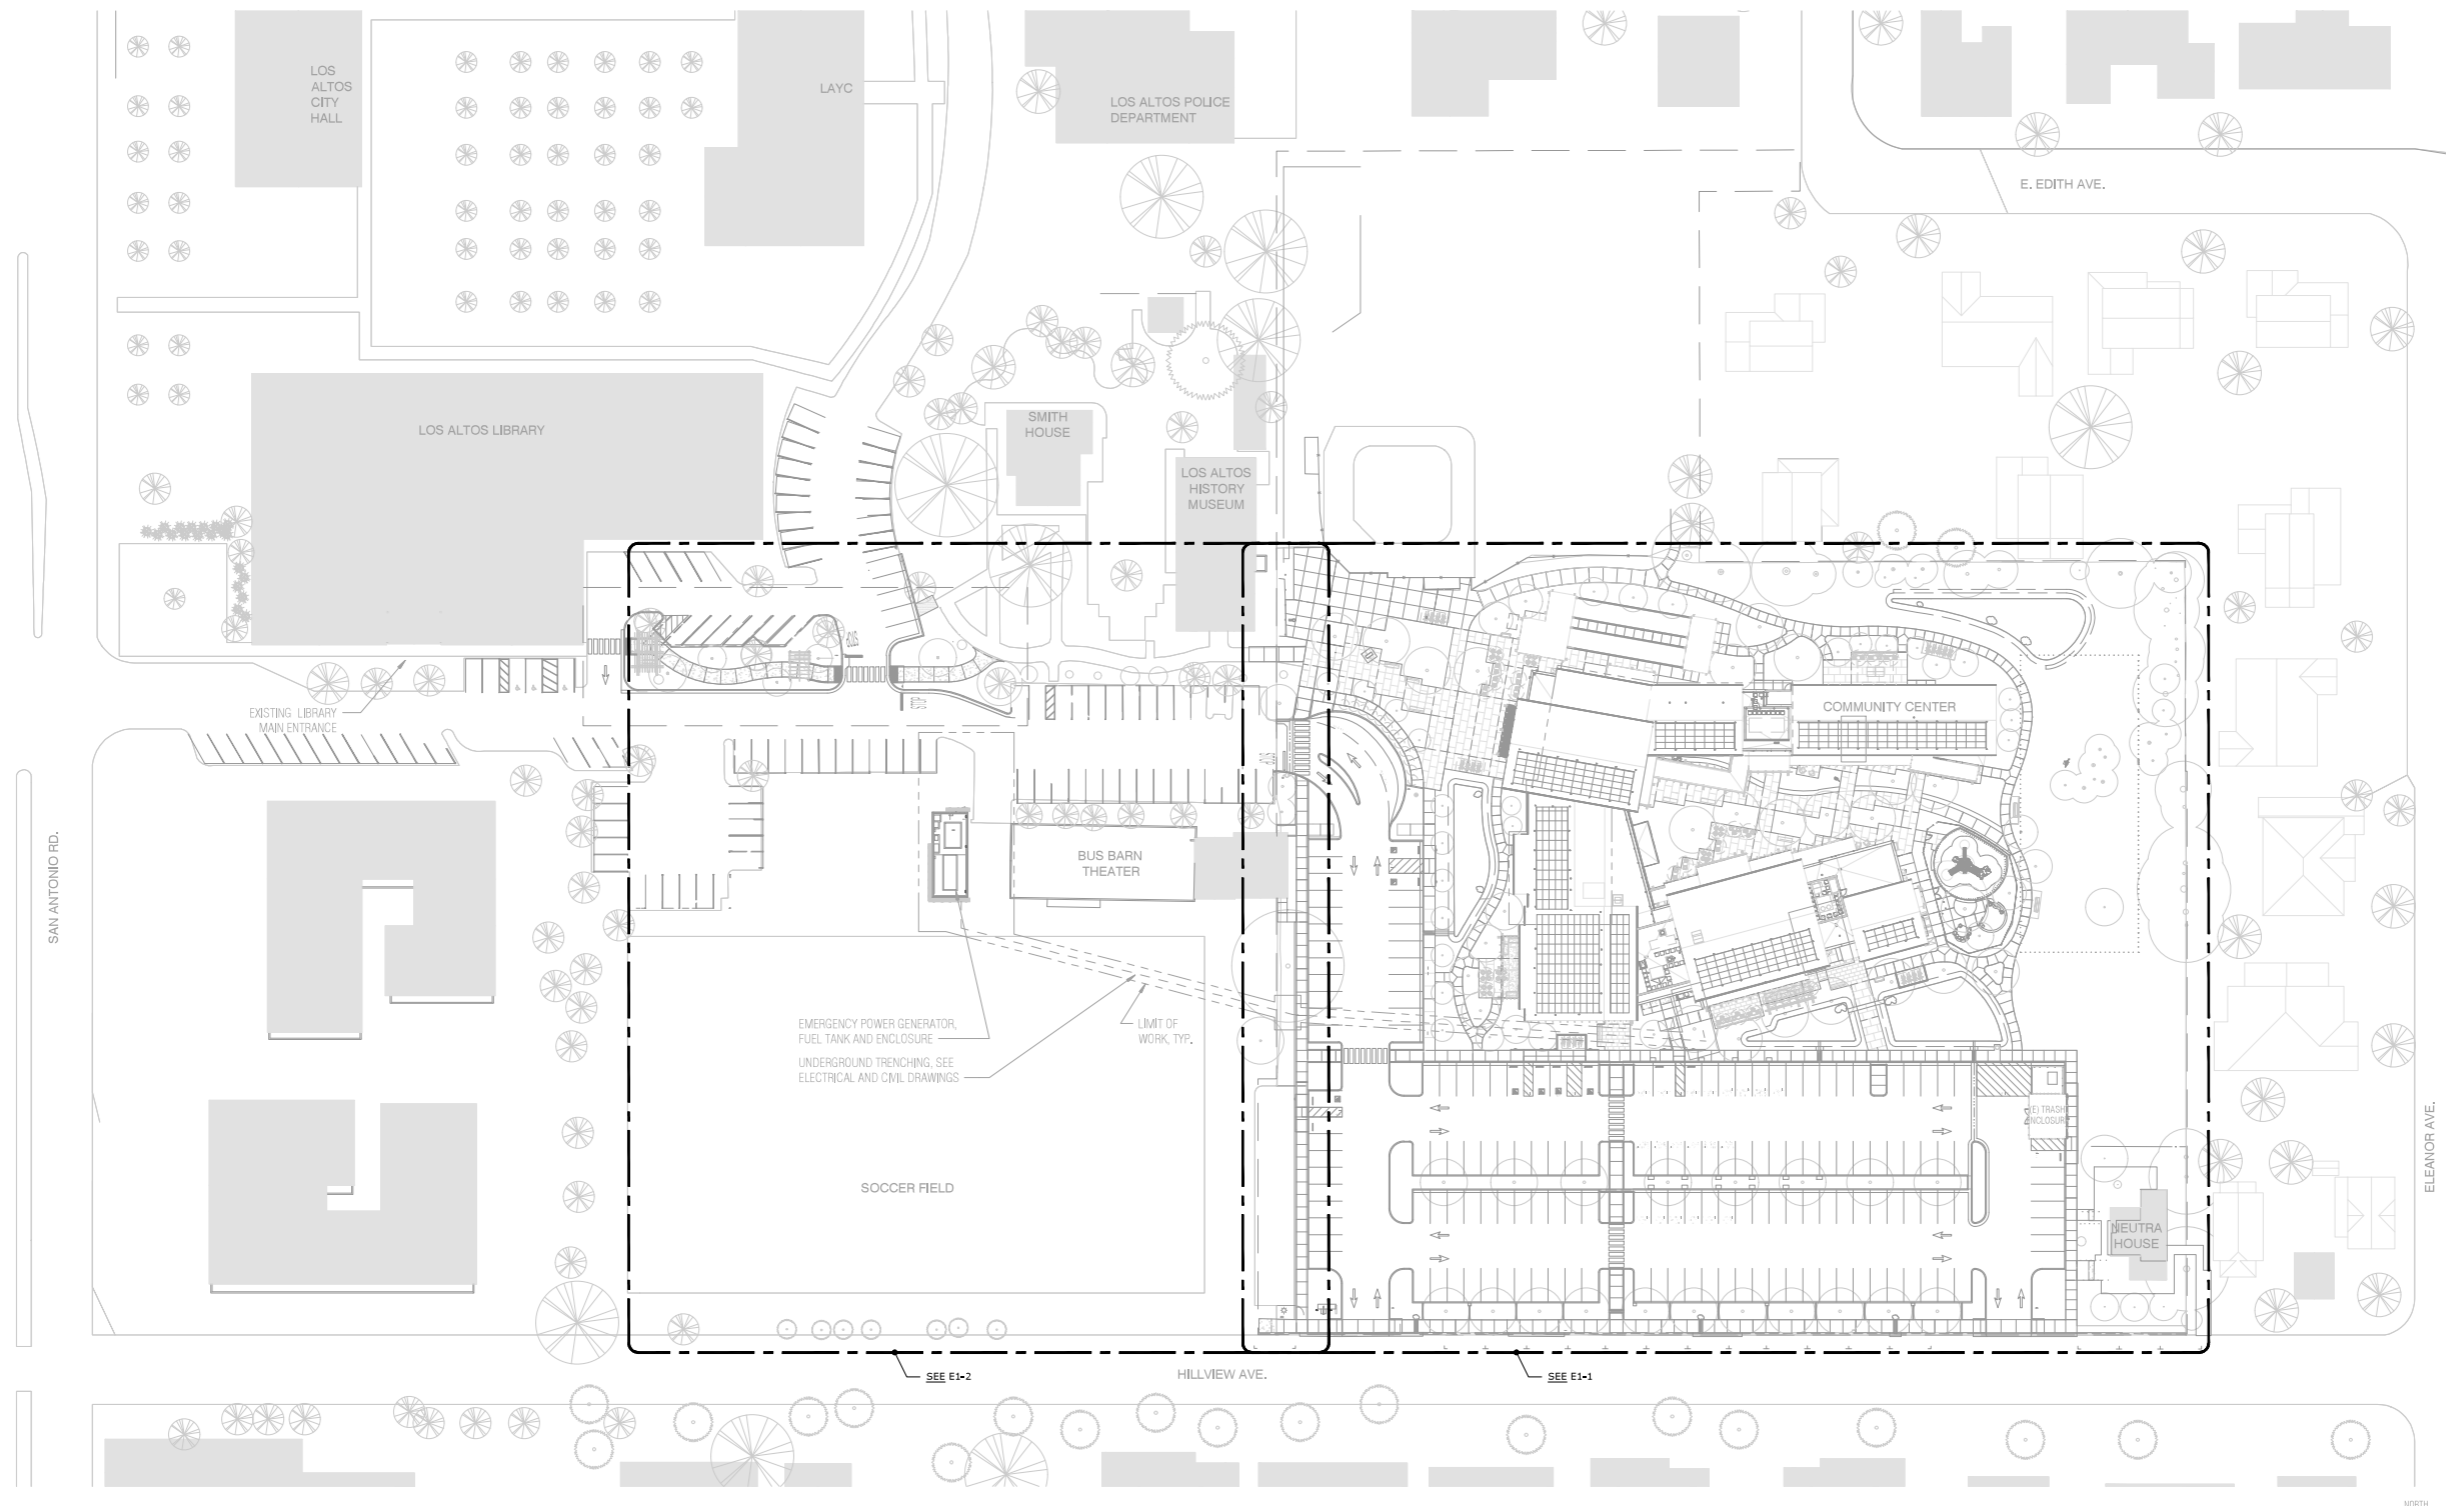 LOS
ALTOS
CITY
HALL
LAYC
LOS ALTOS POLICE
DEPARTMENT
E. EDITH AVE.
LOS ALTOS LIBRARY
SMITH
HOUSE
LOS ALTOS
HISTORY
MUSEUM
STOP
EXISTING LIBRARY
MAIN ENTRANCE
COMMUNITY CENTER
SAN ANTONIO RD.
BUS BARN
THEATER
EMERGENCY POWER GENERATOR,
FUEL TANK AND ENCLOSURE
LIMIT OF
WORK, TYP.
UNDERGROUND TRENCHING, SEE
ELECTRICAL AND CIVIL DRAWINGS
(E) TRASH
ENCLOSURE
ELEANOR AVE.
SOCCER FIELD
NEUTRA
HOUSE
HILLVIEW AVE.
SEE E1-2
SEE E1-1
NORTH